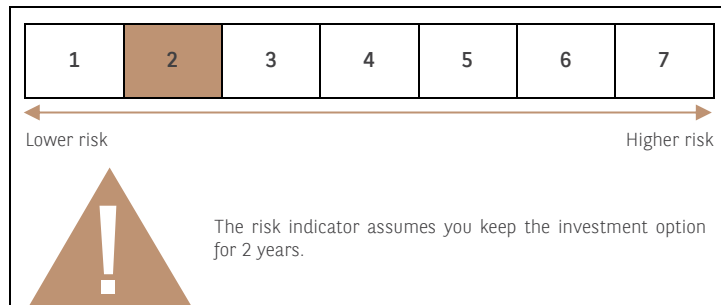 1 2 3 4 5 6 7
Lower risk Higher risk
!
The risk indicator assumes you keep the investment option
for 2 years.